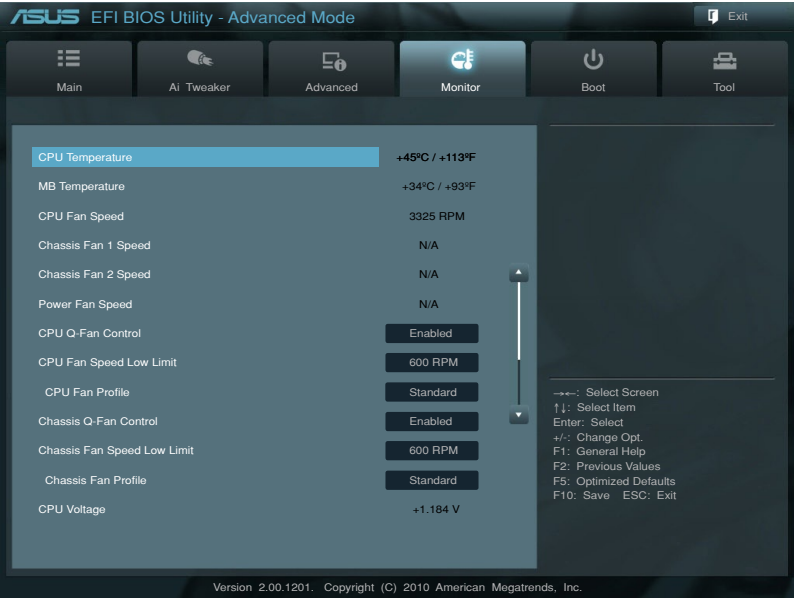 ASUS EFI BIOS Utility - Advanced Mode Exit
Main Ai Tweaker Advanced Monitor Boot Tool
CPU Temperature +45ºC / +113ºF
MB Temperature +34ºC / +93ºF
CPU Fan Speed 3325 RPM
Chassis Fan 1 Speed N/A
Chassis Fan 2 Speed N/A
Power Fan Speed N/A
CPU Q-Fan Control Enabled
CPU Fan Speed Low Limit 600 RPM
CPU Fan Profile Standard
Chassis Q-Fan Control Enabled
Chassis Fan Speed Low Limit 600 RPM
Chassis Fan Profile Standard
CPU Voltage +1.184 V
→←: Select Screen
↑↓: Select Item
Enter: Select
+/-: Change Opt.
F1: General Help
F2: Previous Values
F5: Optimized Defaults
F10: Save ESC: Exit
Version 2.00.1201. Copyright (C) 2010 American Megatrends, Inc.